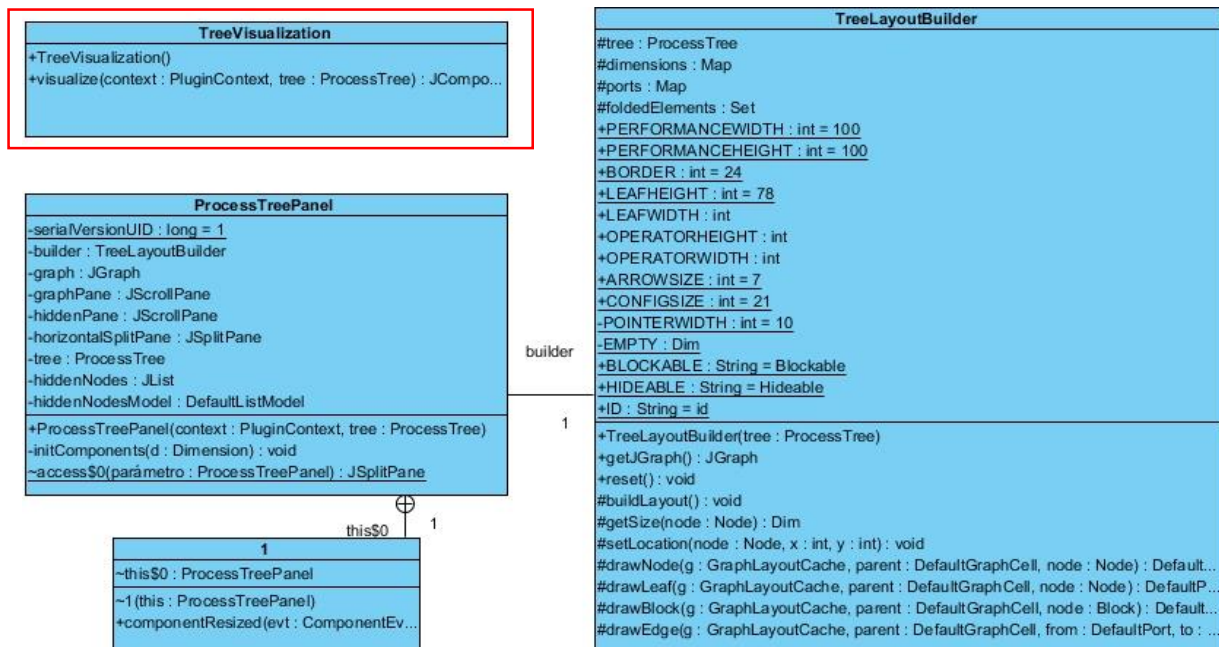 TreeVisualization
+TreeVisualization()
+visualize(context : PluginContext, tree : ProcessTree) : JCompo...
ProcessTreePanel
-serialVersionUID : long = 1
-builder : TreeLayoutBuilder
-graph : JGraph
-graphPane : JScrollPane
-hiddenPane : JScrollPane
-horizontalSplitPane : JSplitPane
-tree : ProcessTree
-hiddenNodes : JList
-hiddenNodesModel : DefaultListModel
+ProcessTreePanel(context : PluginContext, tree : ProcessTree)
-initComponents(d : Dimension) : void
~access$0(parámetro : ProcessTreePanel) : JSplitPane
this$0
1
1
~this$0 : ProcessTreePanel
~1(this : ProcessTreePanel)
+componentResized(evt : ComponentEv...
builder
1
TreeLayoutBuilder
#tree : ProcessTree
#dimensions : Map
#ports : Map
#foldedElements : Set
+PERFORMANCEWIDTH : int = 100
+PERFORMANCEHEIGHT : int = 100
+BORDER : int = 24
+LEAFHEIGHT : int = 78
+LEAFWIDTH : int
+OPERATORHEIGHT : int
+OPERATORWIDTH : int
+ARROWSIZE : int = 7
+CONFIGSIZE : int = 21
-POINTERWIDTH : int = 10
-EMPTY : Dim
+BLOCKABLE : String = Blockable
+HIDEABLE : String = Hideable
+ID : String = id
+TreeLayoutBuilder(tree : ProcessTree)
+getJGraph() : JGraph
+reset() : void
#buildLayout() : void
#getSize(node : Node) : Dim
#setLocation(node : Node, x : int, y : int) : void
#drawNode(g : GraphLayoutCache, parent : DefaultGraphCell, node : Node) : Default...
#drawLeaf(g : GraphLayoutCache, parent : DefaultGraphCell, node : Node) : DefaultP...
#drawBlock(g : GraphLayoutCache, parent : DefaultGraphCell, node : Block) : Default...
#drawEdge(g : GraphLayoutCache, parent : DefaultGraphCell, from : DefaultPort, to : ...